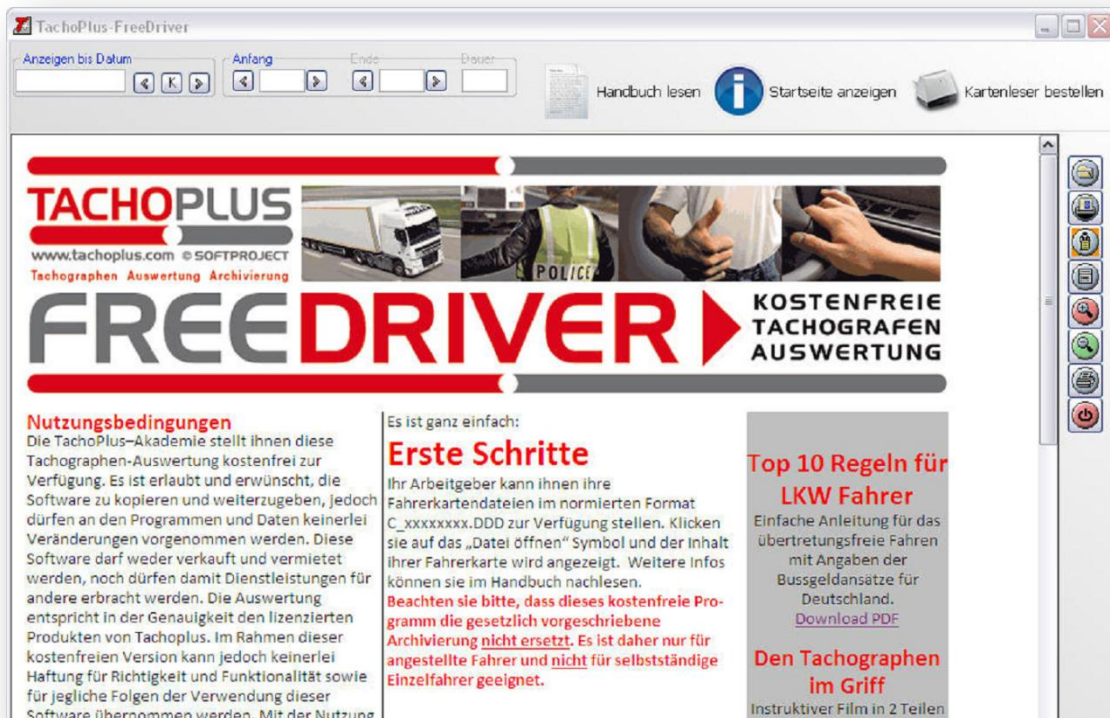 TachoPlus-FreeDriver
Anzeigen bis Datum
Anfang
Ende
Dauer
K
Handbuch lesen
Startseite anzeigen
Kartenleser bestellen
TACHOPLUS
www.tachoplus.com © SOFTPROJECT
Tachographen Auswertung Archivierung
POLICE
FREEDRIVER
KOSTENFREIE
TACHOGRAFEN
AUSWERTUNG
Nutzungsbedingungen
Die TachoPlus–Akademie stellt ihnen diese
Tachographen-Auswertung kostenfrei zur
Verfügung. Es ist erlaubt und erwünscht, die
Software zu kopieren und weiterzugeben, jedoch
dürfen an den Programmen und Daten keinerlei
Veränderungen vorgenommen werden. Diese
Software darf weder verkauft und vermietet
werden, noch dürfen damit Dienstleistungen für
andere erbracht werden. Die Auswertung
entspricht in der Genauigkeit den lizenzierten
Produkten von Tachoplus. Im Rahmen dieser
kostenfreien Version kann jedoch keinerlei
Haftung für Richtigkeit und Funktionalität sowie
für jegliche Folgen der Verwendung dieser
Software übernommen werden. Mit der Nutzung
Es ist ganz einfach:
Erste Schritte
Ihr Arbeitgeber kann ihnen ihre
Fahrerkartendateien im normierten Format
C_xxxxxxxx.DDD zur Verfügung stellen. Klicken
sie auf das „Datei öffnen“ Symbol und der Inhalt
ihrer Fahrerkarte wird angezeigt. Weitere Infos
können sie im Handbuch nachlesen.
Beachten sie bitte, dass dieses kostenfreie Pro-
gramm die gesetzlich vorgeschriebene
Archivierung nicht ersetzt. Es ist daher nur für
angestellte Fahrer und nicht für selbstständige
Einzelfahrer geeignet.
Top 10 Regeln für
LKW Fahrer
Einfache Anleitung für das
übertretungsfreie Fahren
mit Angaben der
Bussgeldansätze für
Deutschland.
Download PDF
Den Tachographen
im Griff
Instruktiver Film in 2 Teilen